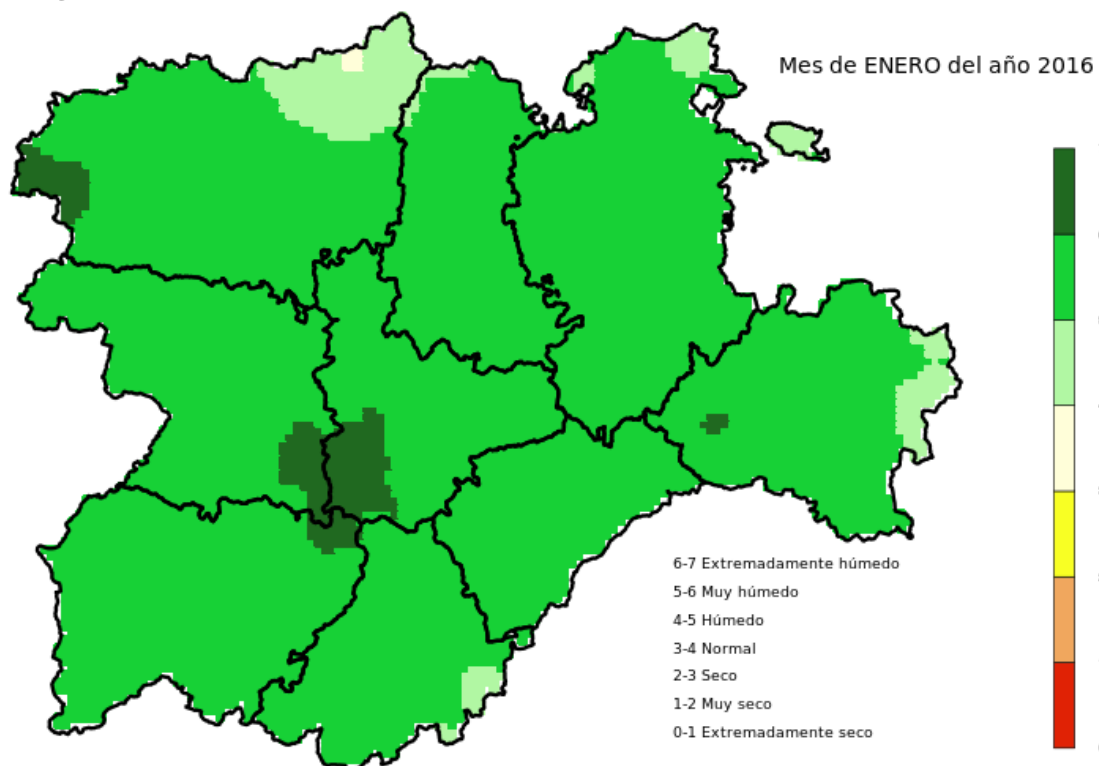 Mes de ENERO del año 2016
6-7 Extremadamente húmedo
5-6 Muy húmedo
4-5 Húmedo
3-4 Normal
2-3 Seco
1-2 Muy seco
0-1 Extremadamente seco